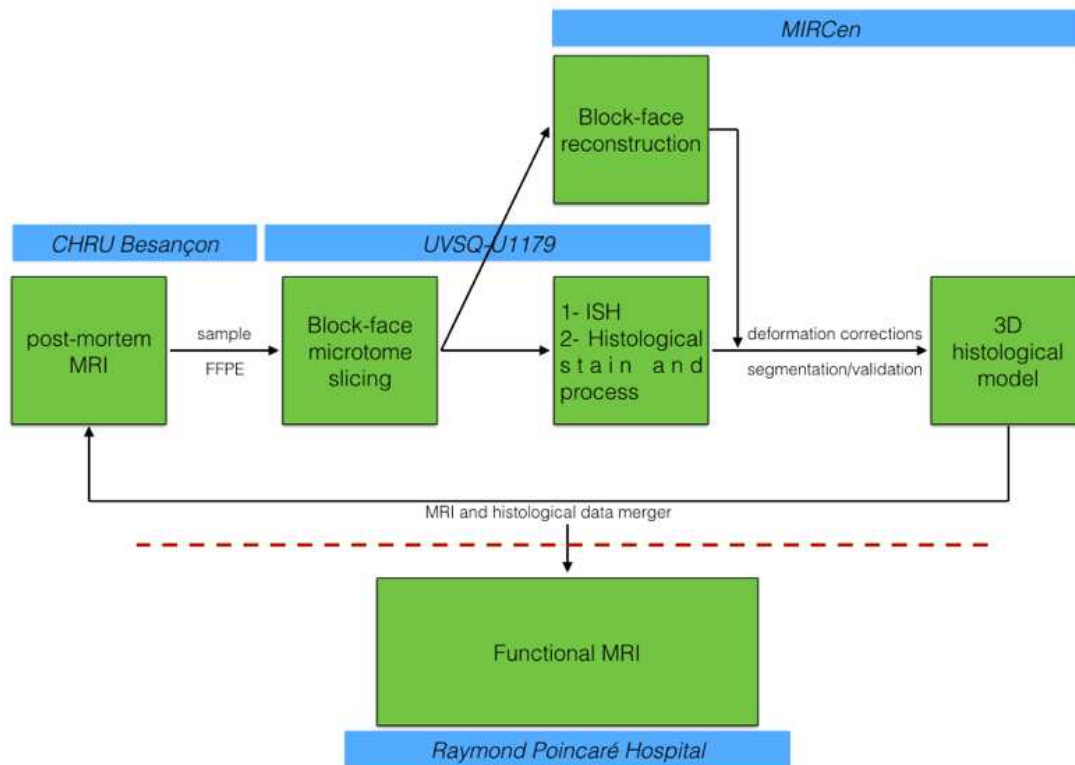 MIRCen
Block-face
reconstruction
CHRU Besançon
UVSQ-U1179
post-mortem
MRI
sample
FFPE
Block-face
microtome
slicing
1- ISH
2- Histological
stain and
process
deformation corrections
segmentation/validation
3D
histological
model
MRI and histological data merger
Functional MRI
Raymond Poincaré Hospital